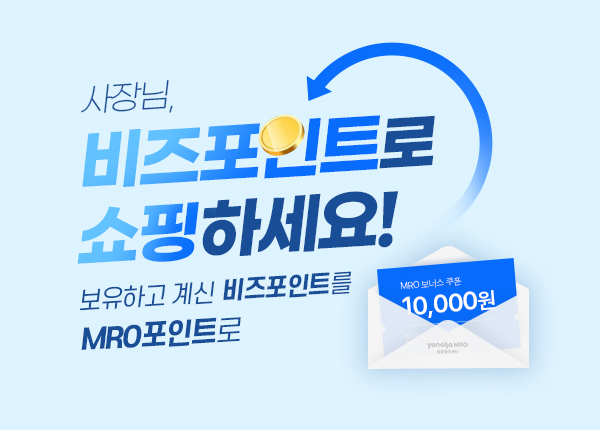 사장님,
비즈포인트로
쇼핑하세요!
보유하고 계신 비즈포인트를
MRO포인트로
MRO 보너스 쿠폰
10,000원
yanolja MRO